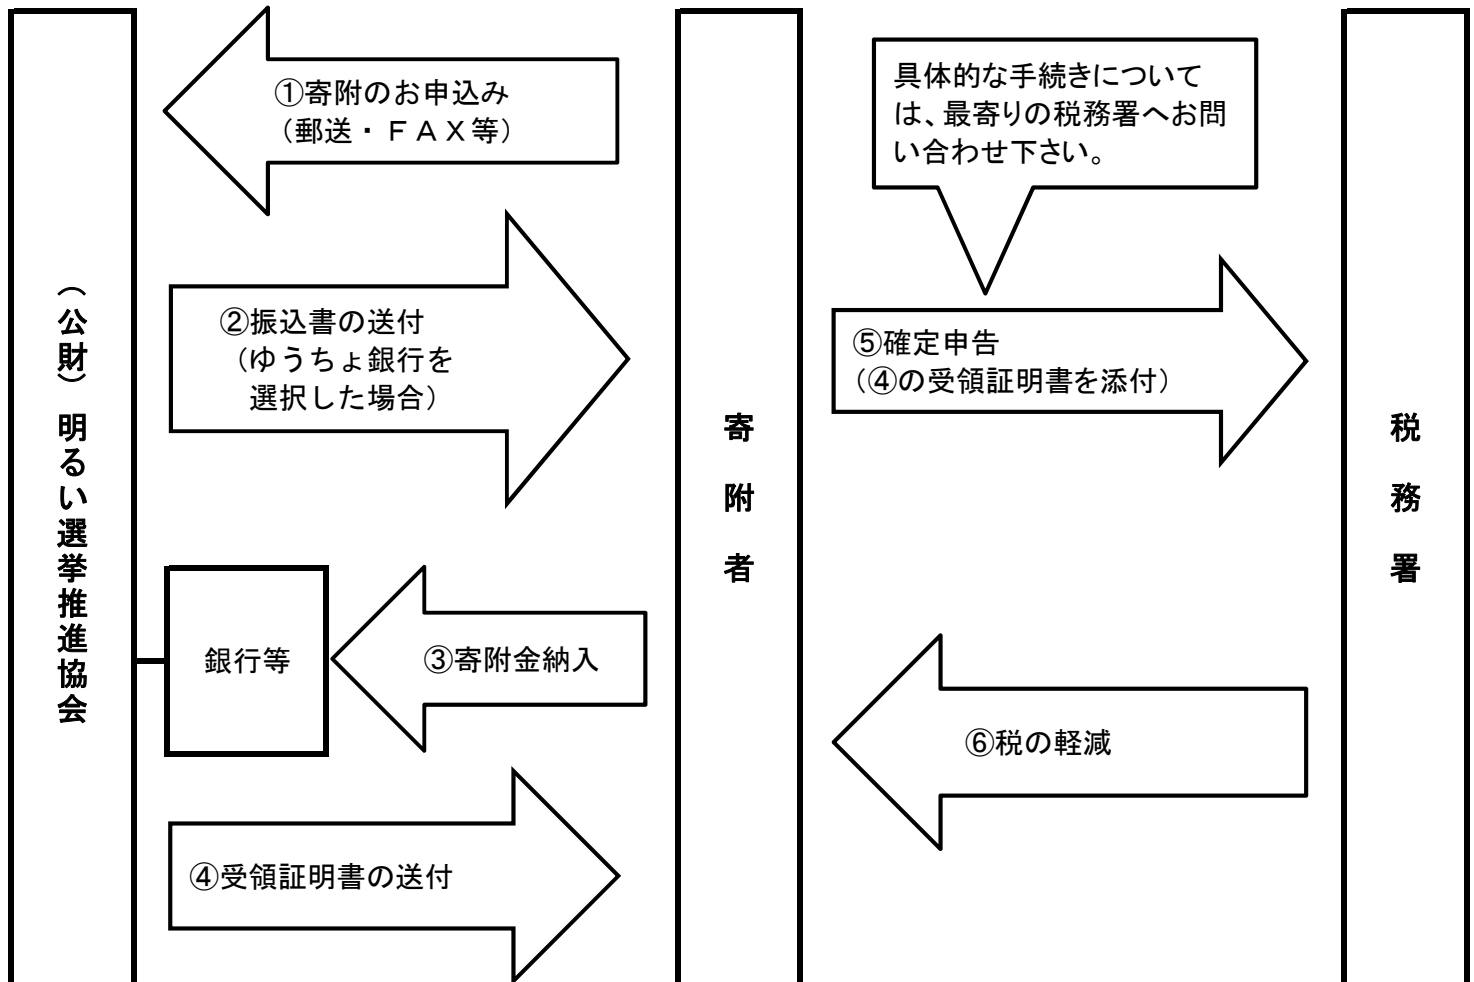 （公財）明るい選挙推進協会
①寄附のお申込み
（郵送・ＦＡＸ等）
②振込書の送付
（ゆうちょ銀行を
選択した場合）
銀行等
③寄附金納入
④受領証明書の送付
寄附者
具体的な手続きについて
は、最寄りの税務署へお問
い合わせ下さい。
⑤確定申告
（④の受領証明書を添付）
⑥税の軽減
税務署